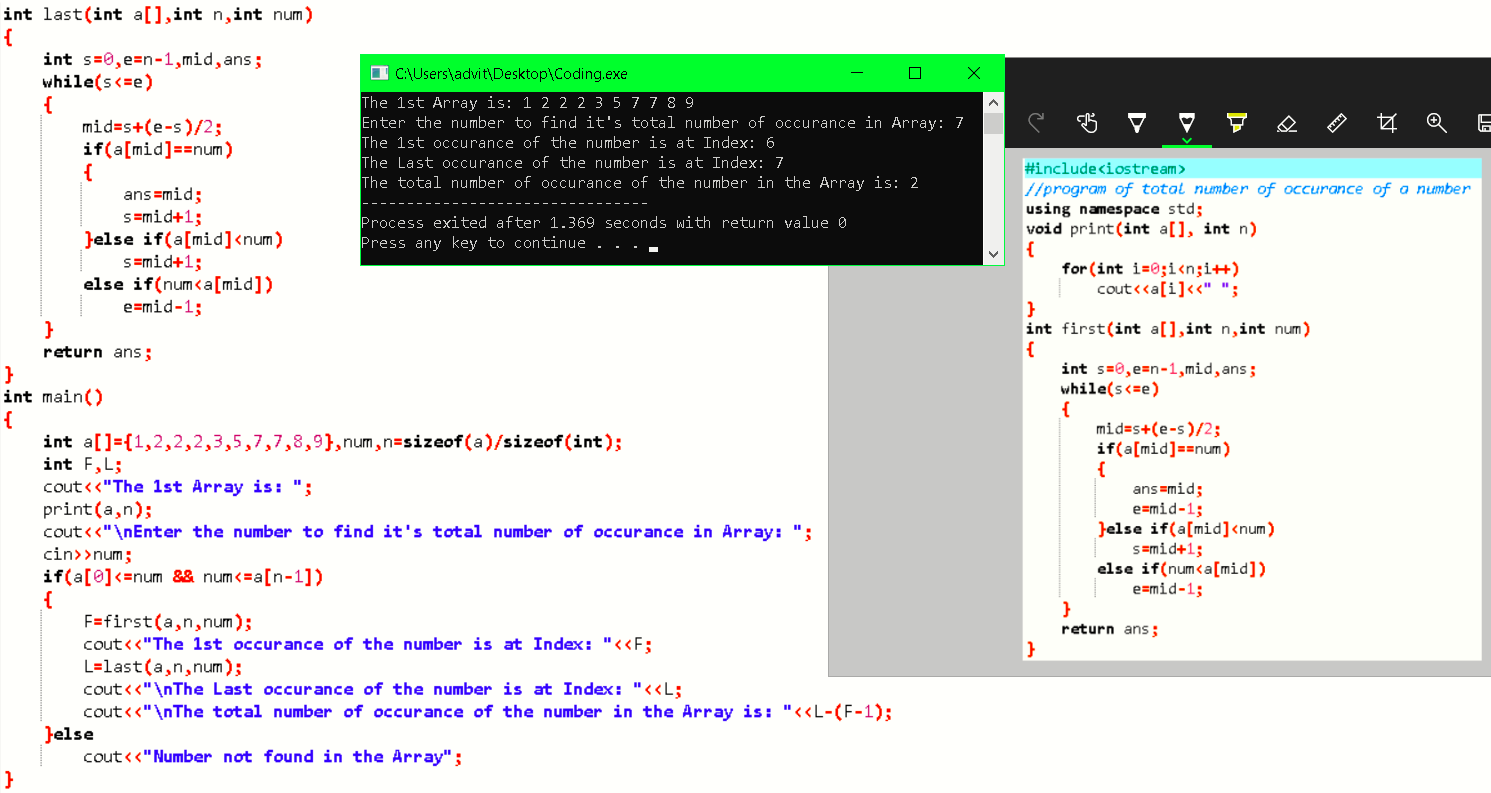 int last(int a[],int n,int num)
{
int s=0,e=n-1,mid,ans;
while(s<=e)
{
mid=s+(e-s)/2;
if(a[mid]==num)
{
ans=mid;
s=mid+1;
}else if(a[mid]<num)
s=mid+1;
else if(num<a[mid])
e=mid-1;
}
return ans;
}
int main()
{
int a[]={1,2,2,2,3,5,7,7,8,9},num,n=sizeof(a)/sizeof(int);
int F,L;
cout<<"The 1st Array is: ";
print(a,n);
cout<<"\nEnter the number to find it's total number of occurance in Array: ";
cin>>num;
if(a[0]<=num && num<=a[n-1])
{
F=first(a,n,num);
cout<<"The 1st occurance of the number is at Index: "<<F;
L=last(a,n,num);
cout<<"\nThe Last occurance of the number is at Index: "<<L;
cout<<"\nThe total number of occurance of the number in the Array is: "<<L-(F-1);
}else
cout<<"Number not found in the Array";
}
C:\Users\advit\Desktop\Coding.exe
The 1st Array is: 1 2 2 2 3 5 7 7 8 9
Enter the number to find it's total number of occurance in Array: 7
The 1st occurance of the number is at Index: 6
The Last occurance of the number is at Index: 7
The total number of occurance of the number in the Array is: 2
--------------------------------
Process exited after 1.369 seconds with return value 0
Press any key to continue . . .
#include<iostream>
//program of total number of occurance of a number
using namespace std;
void print(int a[], int n)
{
for(int i=0;i<n;i++)
cout<<a[i]<<" ";
}
int first(int a[],int n,int num)
{
int s=0,e=n-1,mid,ans;
while(s<=e)
{
mid=s+(e-s)/2;
if(a[mid]==num)
{
ans=mid;
e=mid-1;
}else if(a[mid]<num)
s=mid+1;
else if(num<a[mid])
e=mid-1;
}
return ans;
}